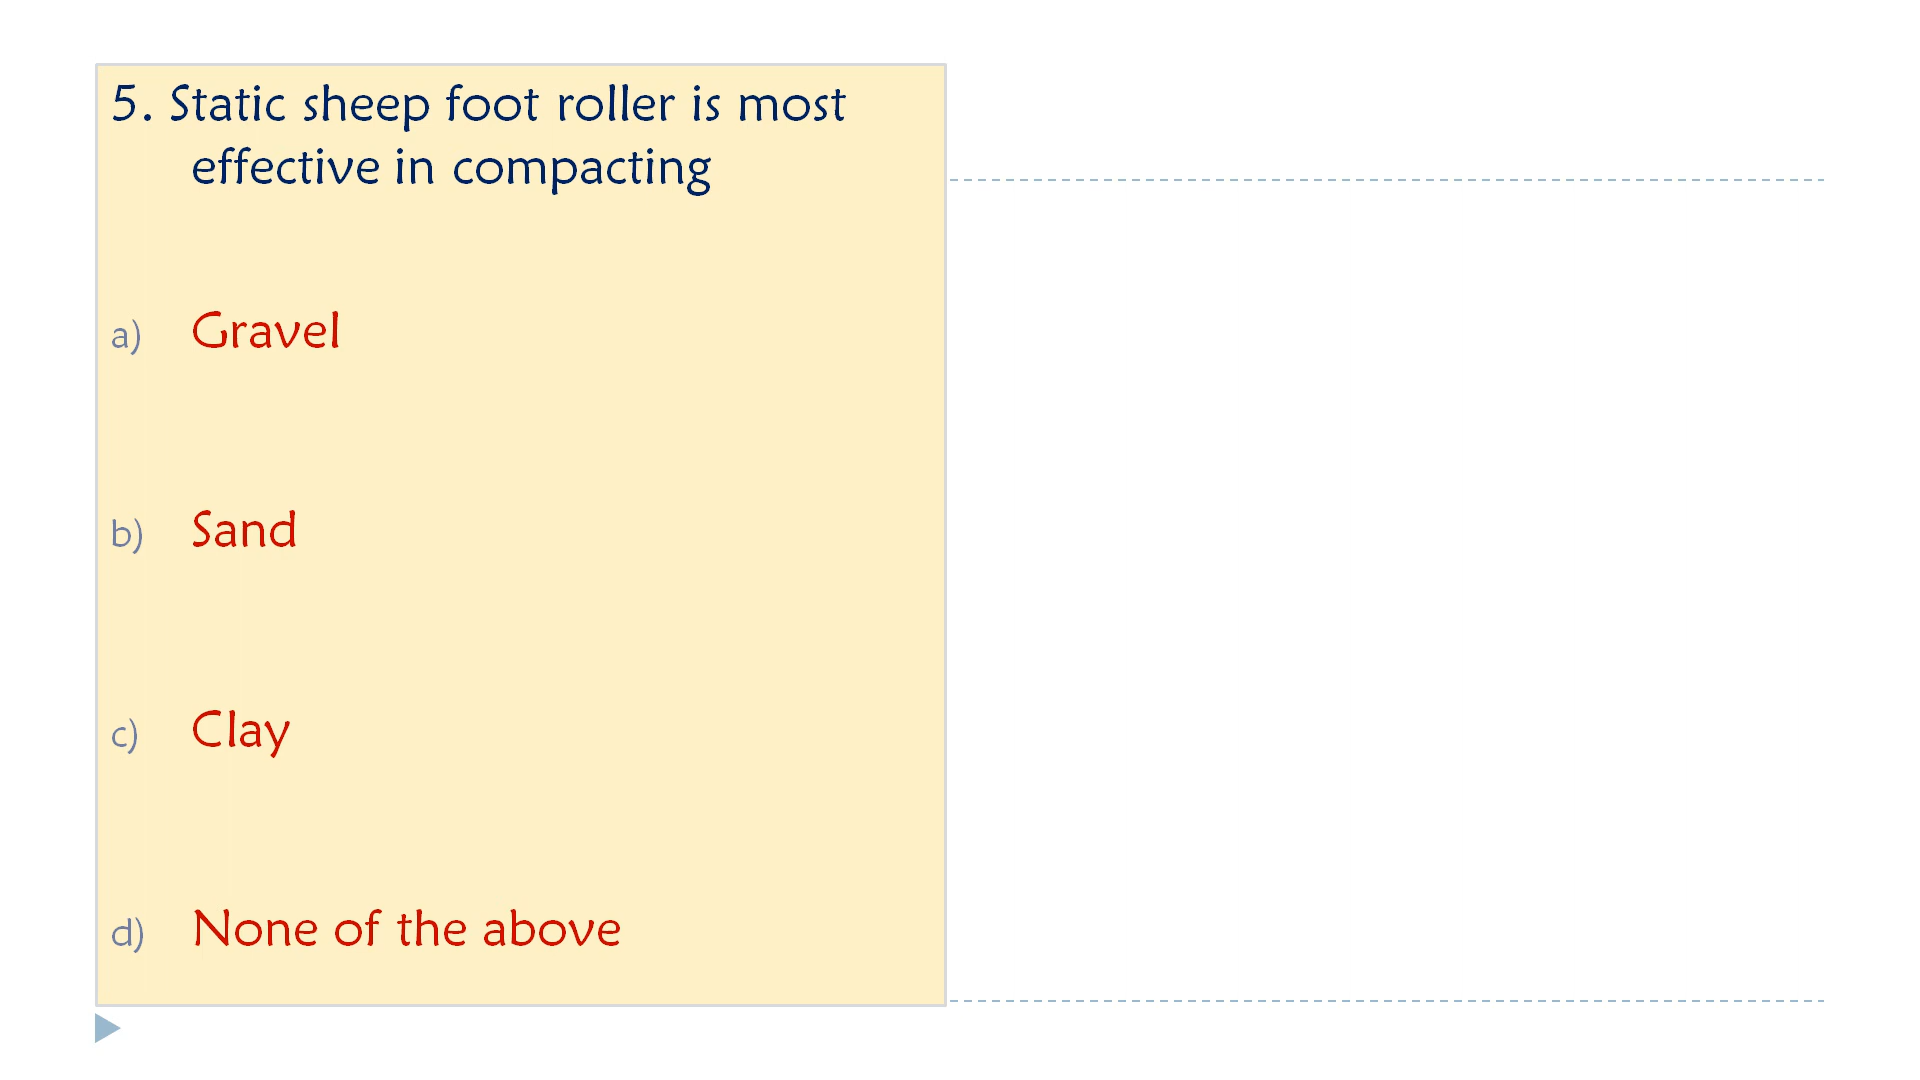 5. Static sheep foot roller is most
effective in compacting
a) Gravel
b) Sand
c) Clay
d) None of the above